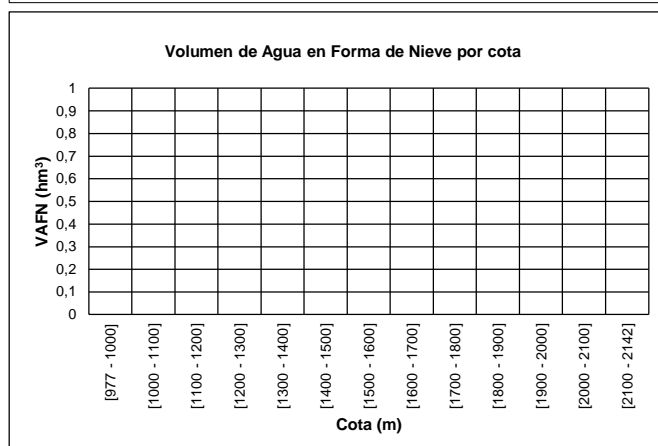 Volumen de Agua en Forma de Nieve por cota
VAFN (hm³)
1
0,9
0,8
0,7
0,6
0,5
0,4
0,3
0,2
0,1
0
[977 - 1000]
[1000 - 1100]
[1100 - 1200]
[1200 - 1300]
[1300 - 1400]
[1400 - 1500]
[1500 - 1600]
[1600 - 1700]
[1700 - 1800]
[1800 - 1900]
[1900 - 2000]
[2000 - 2100]
[2100 - 2142]
Cota (m)